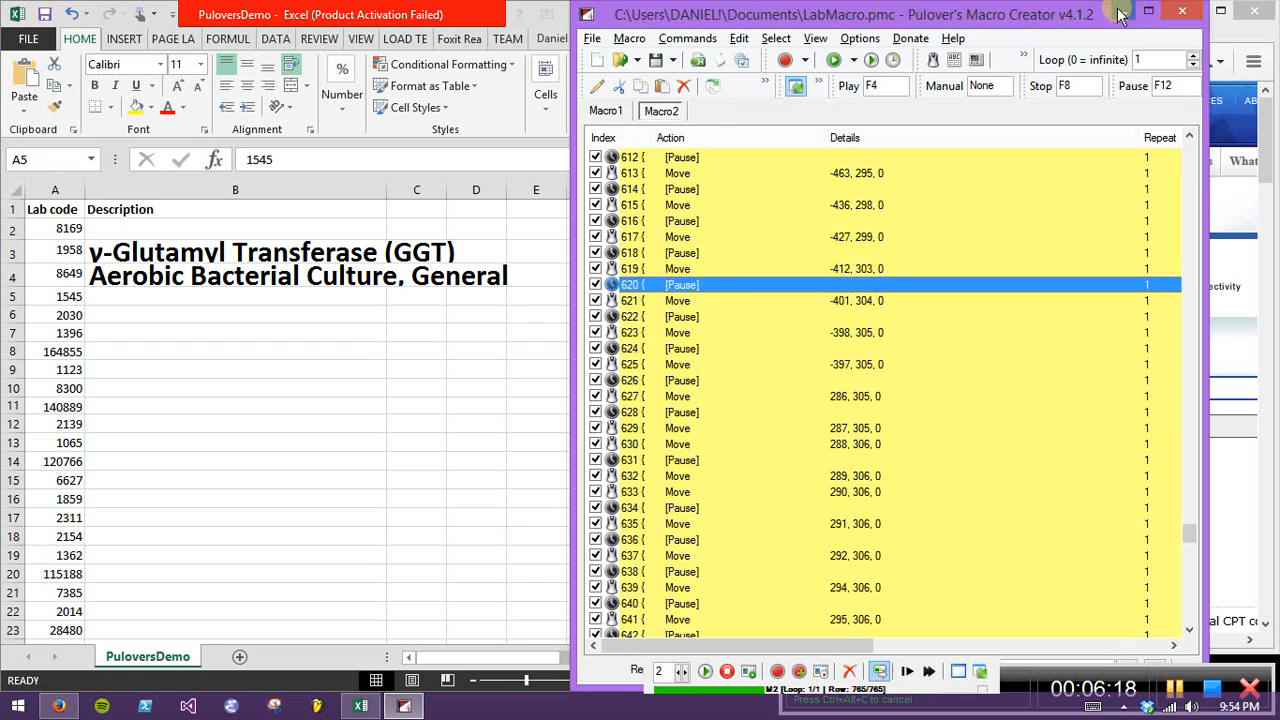 PuloversDemo - Excel (Product Activation Failed)
FILE HOME INSERT PAGE LA FORMUL DATA REVIEW VIEW LOAD TE Foxit Rea TEAM Daniel
Calibri 11
Paste
B I U
Conditional Formatting
Format as Table
Cell Styles
Number
Cells
Clipboard Font Alignment Styles
A5 1545
A B C D E
1 Lab code Description
2 8169
3 1958 γ-Glutamyl Transferase (GGT)
4 8649 Aerobic Bacterial Culture, General
5 1545
6 2030
7 1396
8 164855
9 1123
10 8300
11 140889
12 2139
13 1065
14 120766
15 6627
16 1859
17 2311
18 2154
19 1362
20 115188
21 7385
22 2014
23 28480
PuloversDemo
READY
C:\Users\DANIEL!\Documents\LabMacro.pmc - Pulover's Macro Creator v4.1.2
File Macro Commands Edit Select View Options Donate Help
Loop (0 = infinite) 1
Play F4 Manual None Stop F8 Pause F12
Macro1 Macro2
Index Action Details Repeat
612 { [Pause] 1
613 { Move -463, 295, 0 1
614 { [Pause] 1
615 { Move -436, 298, 0 1
616 { [Pause] 1
617 { Move -427, 299, 0 1
618 { [Pause] 1
619 { Move -412, 303, 0 1
620 { [Pause] 1
621 { Move -401, 304, 0 1
622 { [Pause] 1
623 { Move -398, 305, 0 1
624 { [Pause] 1
625 { Move -397, 305, 0 1
626 { [Pause] 1
627 { Move 286, 305, 0 1
628 { [Pause] 1
629 { Move 287, 305, 0 1
630 { Move 288, 306, 0 1
631 { [Pause] 1
632 { Move 289, 306, 0 1
633 { Move 290, 306, 0 1
634 { [Pause] 1
635 { Move 291, 306, 0 1
636 { [Pause] 1
637 { Move 292, 306, 0 1
638 { [Pause] 1
639 { Move 294, 306, 0 1
640 { [Pause] 1
641 { Move 295, 306, 0 1
642 { [Pause]
Re 2
M2 [Loop: 1/1 | Row: 765/765]
Press Ctrl+Alt+C to cancel
ES A
What
ectivity
al CPT co
00:06:18
9:54 PM